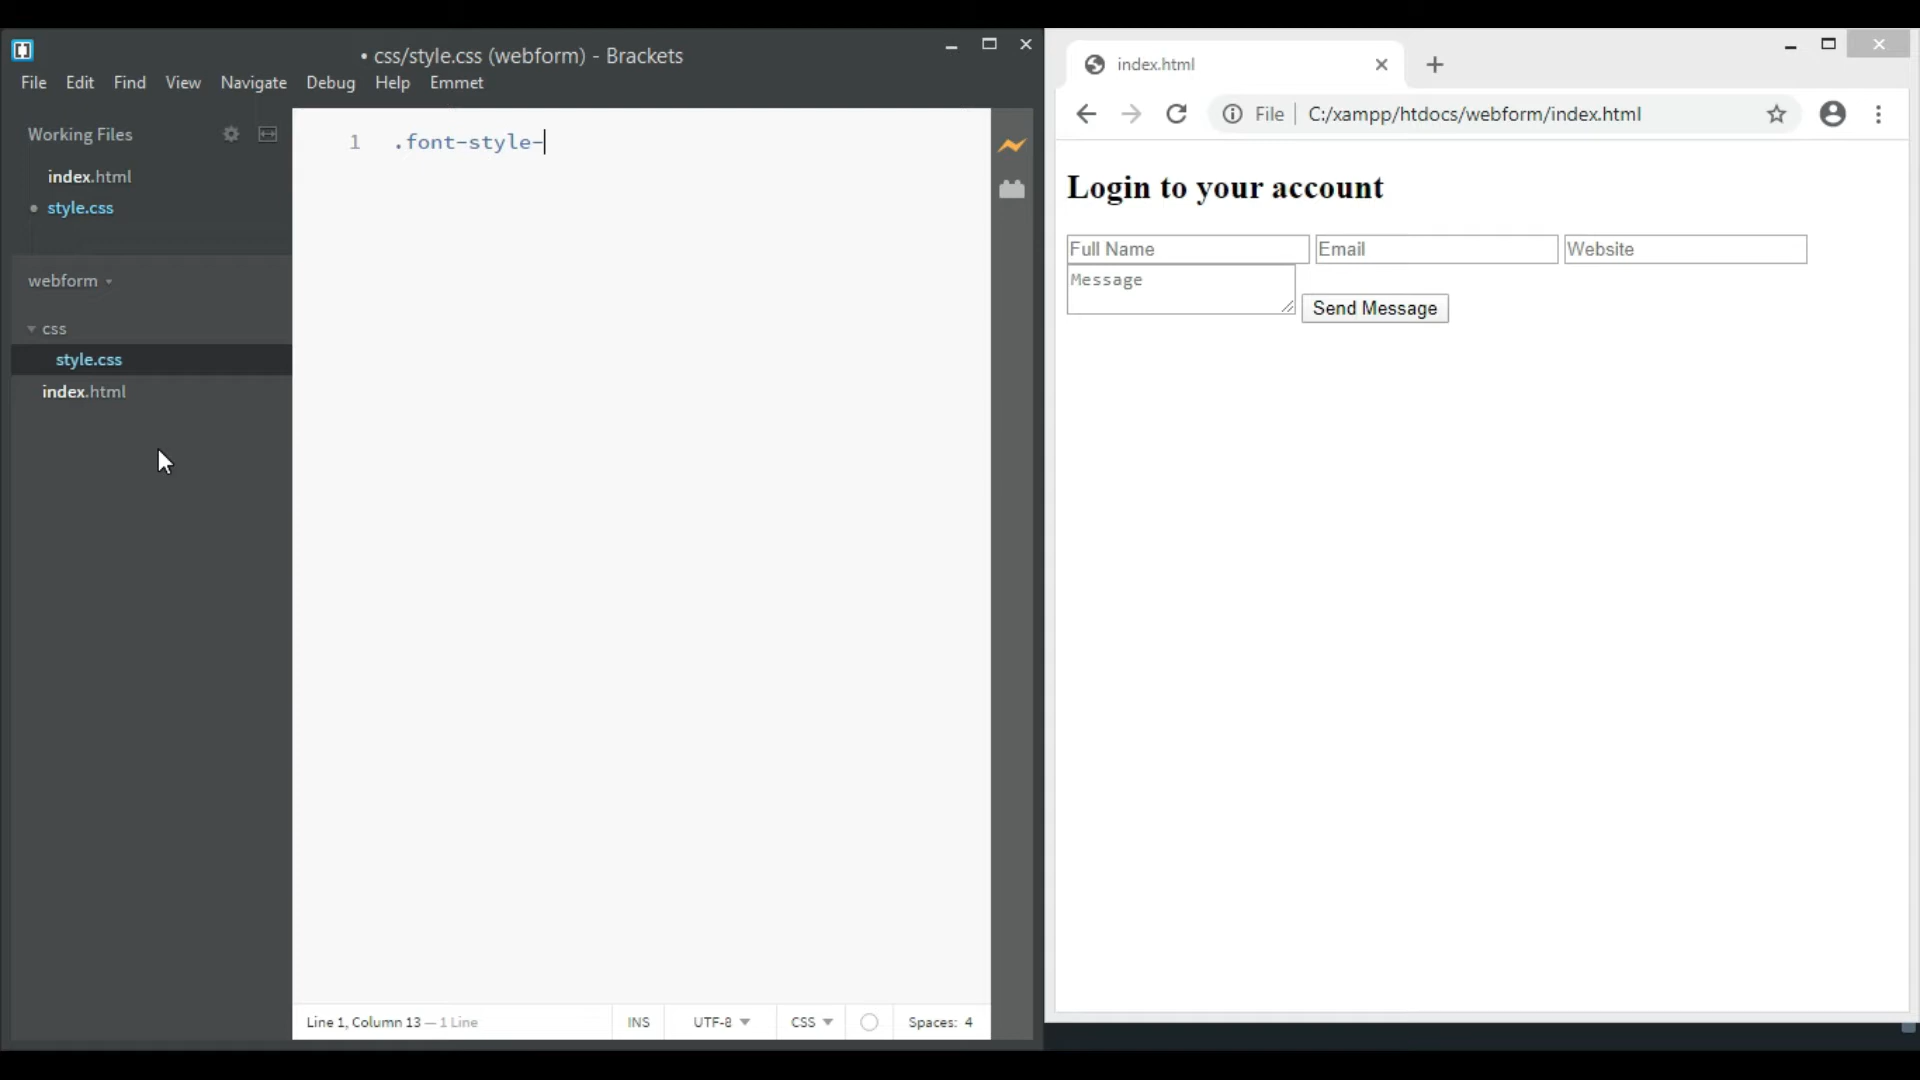 • css/style.css (webform) - Brackets
File Edit Find View Navigate Debug Help Emmet
Working Files
index.html
• style.css
webform
css
style.css
index.html
1 .font-style-
Line 1, Column 13 — 1 Line INS UTF-8 CSS Spaces: 4
index.html
File C:/xampp/htdocs/webform/index.html
Login to your account
Full Name Email Website
Message
Send Message